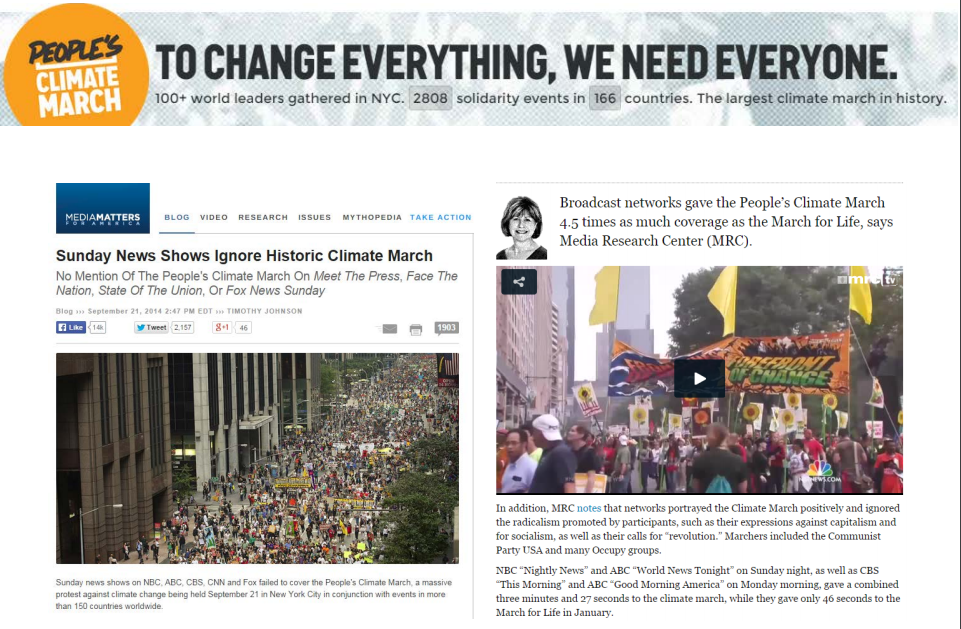 PEOPLE'S
CLIMATE
MARCH
TO CHANGE EVERYTHING, WE NEED EVERYONE.
100+ world leaders gathered in NYC. 2808 solidarity events in 166 countries. The largest climate march in history.
MEDIAMATTERS
FOR AMERICA
BLOG VIDEO RESEARCH ISSUES MYTHOPEDIA TAKE ACTION
Sunday News Shows Ignore Historic Climate March
No Mention Of The People's Climate March On Meet The Press, Face The
Nation, State Of The Union, Or Fox News Sunday
Blog ››› September 21, 2014 2:47 PM EDT ››› TIMOTHY JOHNSON
Like 14k Tweet 2,157 +1 46 1903
Sunday news shows on NBC, ABC, CBS, CNN and Fox failed to cover the People's Climate March, a massive
protest against climate change being held September 21 in New York City in conjunction with events in more
than 150 countries worldwide.
Broadcast networks gave the People's Climate March
4.5 times as much coverage as the March for Life, says
Media Research Center (MRC).
mrc tv
OF CHANGE
NBCNEWS.COM
In addition, MRC notes that networks portrayed the Climate March positively and ignored
the radicalism promoted by participants, such as their expressions against capitalism and
for socialism, as well as their calls for “revolution.” Marchers included the Communist
Party USA and many Occupy groups.
NBC “Nightly News” and ABC “World News Tonight” on Sunday night, as well as CBS
“This Morning” and ABC “Good Morning America” on Monday morning, gave a combined
three minutes and 27 seconds to the climate march, while they gave only 46 seconds to the
March for Life in January.